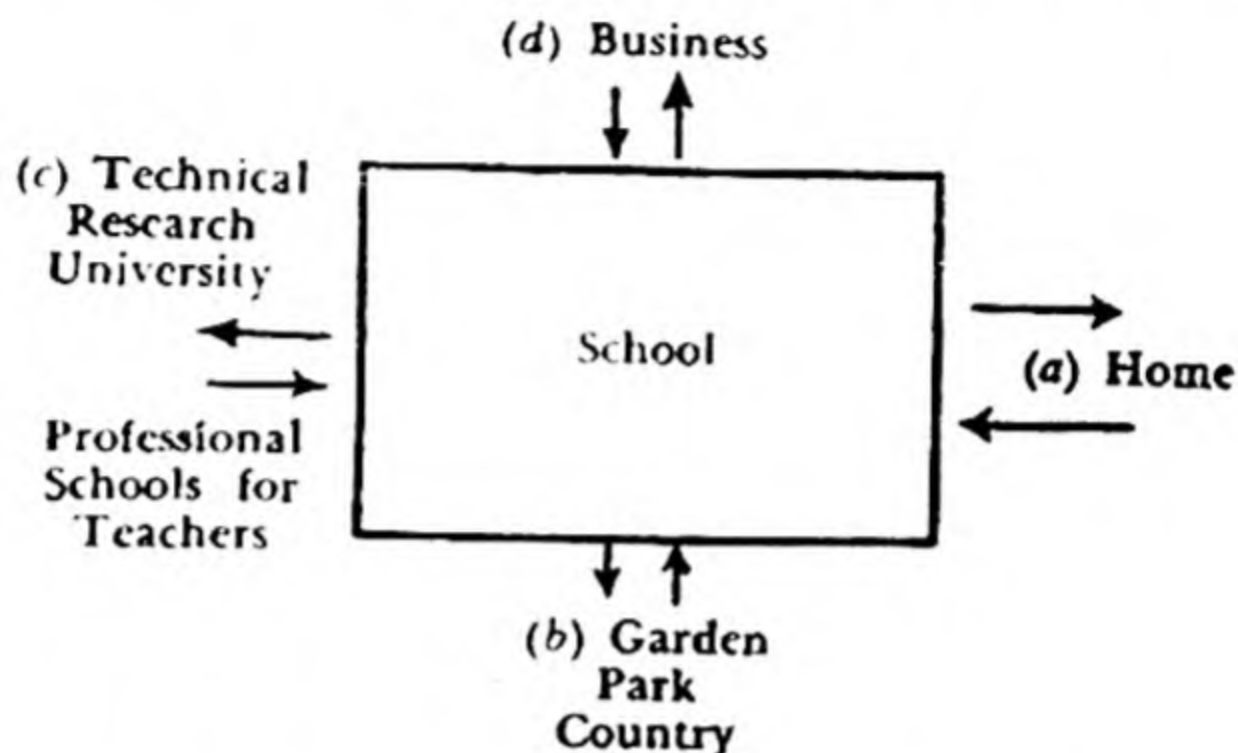 (d) Business
(c) Technical
Research
University
School
(a) Home
Professional
Schools for
Teachers
(b) Garden
Park
Country